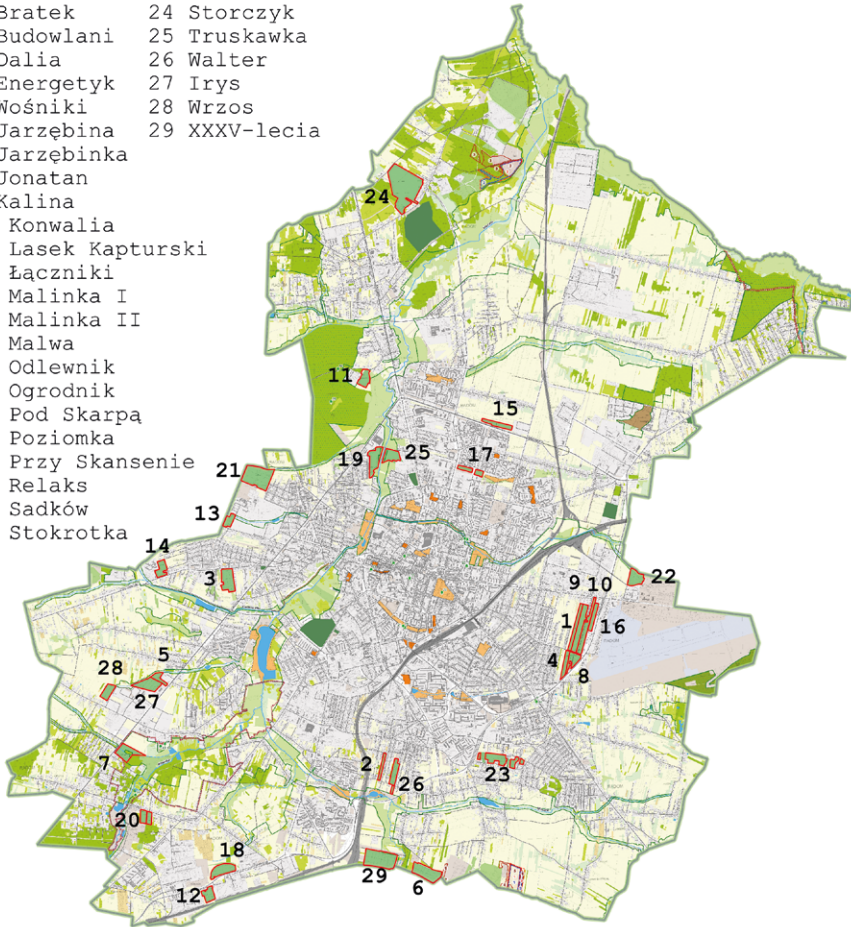 Bratek 24 Storczyk
Budowlani 25 Truskawka
Dalia 26 Walter
Energetyk 27 Irys
Wośniki 28 Wrzos
Jarzębina 29 XXXV-lecia
Jarzębinka
Jonatan
Kalina
Konwalia
Lasek Kapturski
Łączniki
Malinka I
Malinka II
Malwa
Odlewnik
Ogrodnik
Pod Skarpą
Poziomka
Przy Skansenie
Relaks
Sadków
Stokrotka
24
11
15
19
25
17
21
13
14
3
22
9 10
1
16
4
8
5
28
27
7
2
26
23
20
18
12
29
6